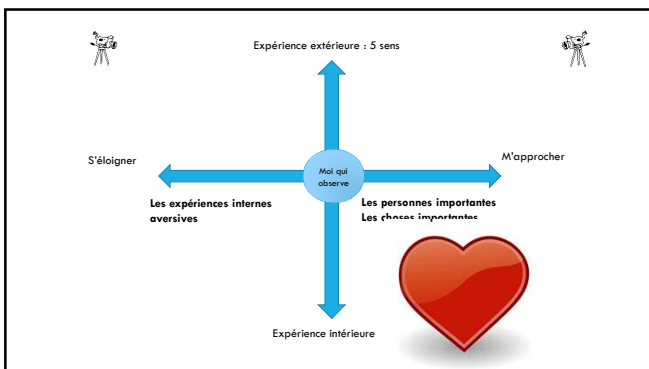 Expérience extérieure : 5 sens
S'éloigner
M'approcher
Moi qui
observe
Les expériences internes
aversives
Les personnes importantes
Les choses importantes
Expérience intérieure